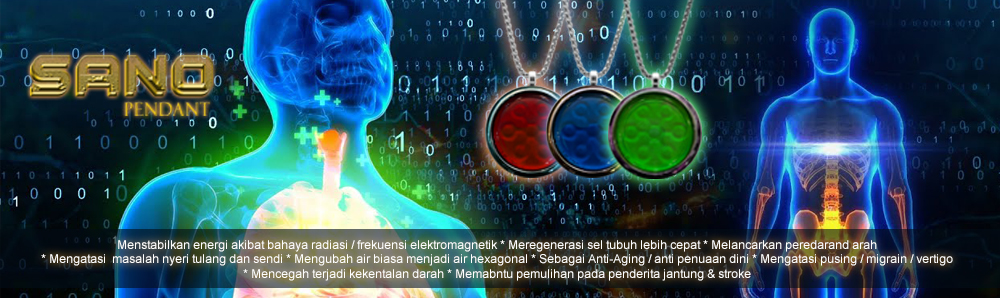 SANO
PENDANT
Menstabilkan energi akibat bahaya radiasi / frekuensi elektromagnetik * Meregenerasi sel tubuh lebih cepat * Melancarkan peredarand arah
* Mengatasi masalah nyeri tulang dan sendi * Mengubah air biasa menjadi air hexagonal * Sebagai Anti-Aging / anti penuaan dini * Mengatasi pusing / migrain / vertigo
* Mencegah terjadi kekentalan darah * Memabntu pemulihan pada penderita jantung & stroke